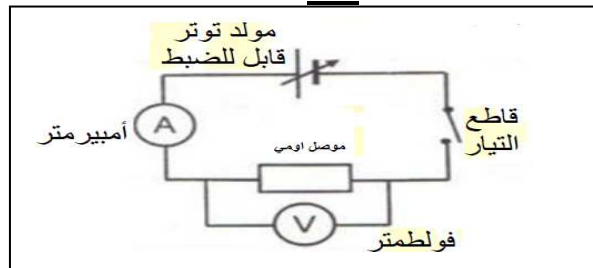 مولد توتر
قابل للضبط
قاطع
التيار
أمبيرمتر
A
موصل اومي
V
فولطمتر